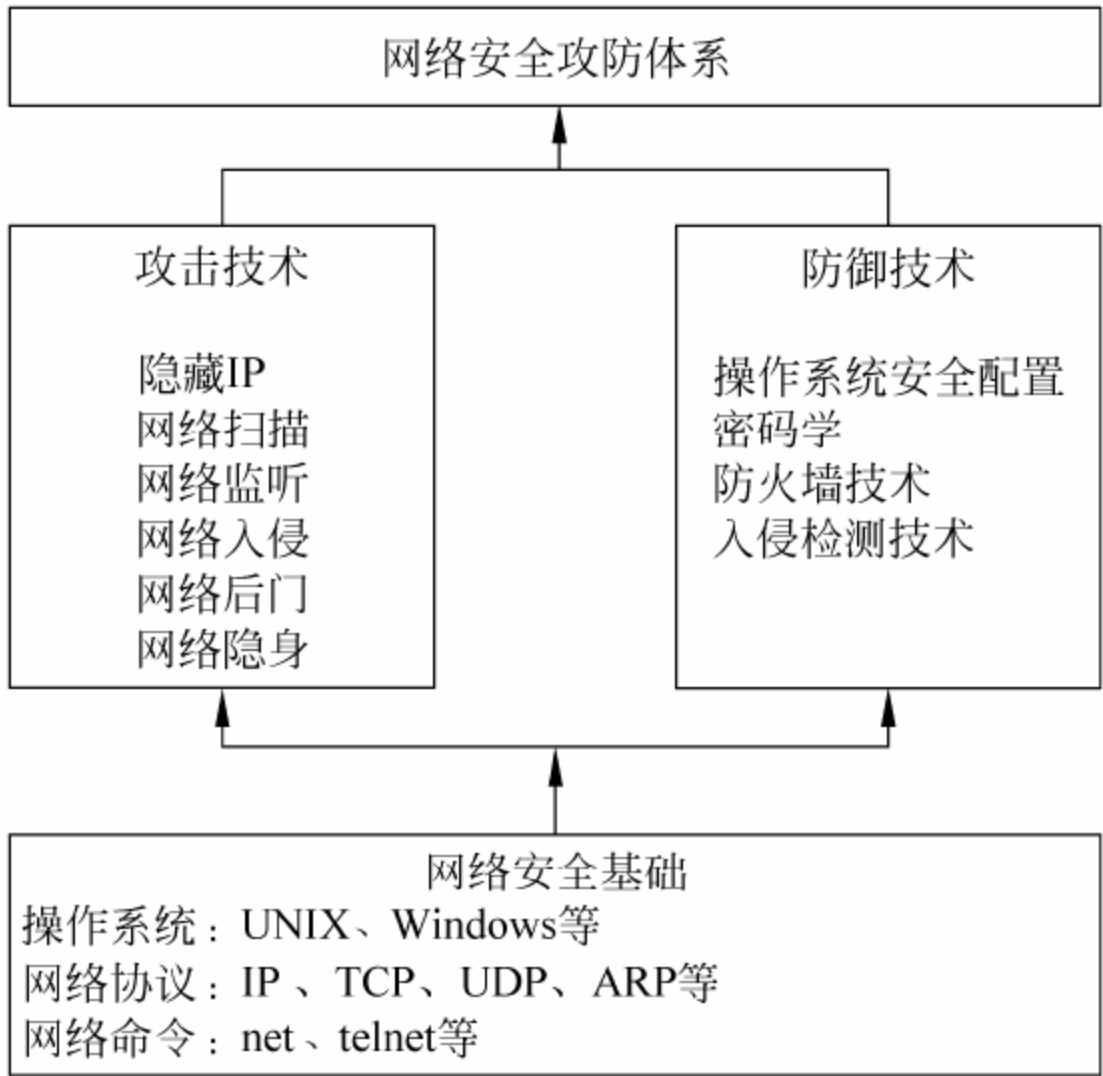 网络安全攻防体系
攻击技术
隐藏IP
网络扫描
网络监听
网络入侵
网络后门
网络隐身
防御技术
操作系统安全配置
密码学
防火墙技术
入侵检测技术
网络安全基础
操作系统：UNIX、Windows等
网络协议：IP 、TCP、UDP、ARP等
网络命令：net、telnet等